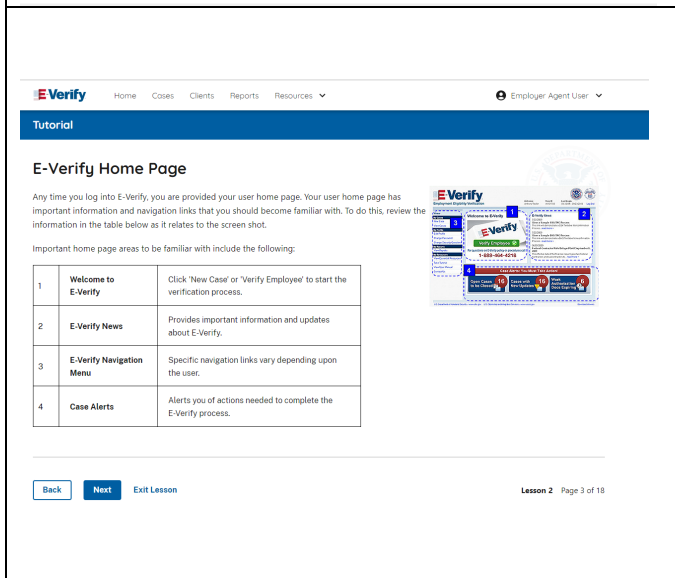 E-Verify Home Cases Clients Reports Resources Employer Agent User
Tutorial
E-Verify Home Page
Any time you log into E-Verify, you are provided your user home page. Your user home page has
important information and navigation links that you should become familiar with. To do this, review the
information in the table below as it relates to the screen shot.
Important home page areas to be familiar with include the following:
1 Welcome to E-Verify Click 'New Case' or 'Verify Employee' to start the
verification process.
2 E-Verify News Provides important information and updates
about E-Verify.
3 E-Verify Navigation Menu Specific navigation links vary depending upon
the user.
4 Case Alerts Alerts you of actions needed to complete the
E-Verify process.
E-Verify
Employment Eligibility Verification
Welcome to E-Verify
1
E-Verify News
2
3
E-Verify
Verify Employee
1-888-464-4218
4
Case Alerts: You Must Take Action!
Open Cases to be Closed 16
Cases with New Updates 16
Work Authorization Docs Expiring 6
Back Next Exit Lesson Lesson 2 Page 3 of 18